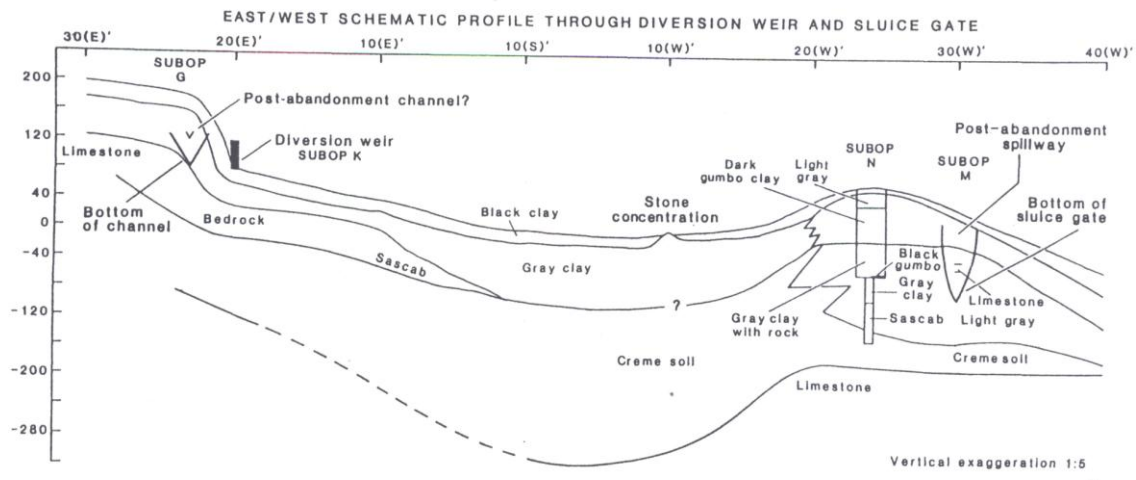 EAST/WEST SCHEMATIC PROFILE THROUGH DIVERSION WEIR AND SLUICE GATE
30(E)' 20(E)' 10(E)' 10(S)' 10(W)' 20(W)' 30(W)' 40(W)'
200
120
40
0
-40
-120
-200
-280
SUBOP
G
Post-abandonment channel?
Diversion weir
SUBOP K
Limestone
Bottom
of channel
Bedrock
Sascab
Black clay
Gray clay
Stone
concentration
?
Creme soil
Dark
gumbo clay
Light
gray
SUBOP
N
SUBOP
M
Post-abandonment
spillway
Bottom of
sluice gate
Black
gumbo
Gray
clay
Sascab
Gray clay
with rock
Limestone
Light gray
Creme soil
Limestone
Vertical exaggeration 1:5